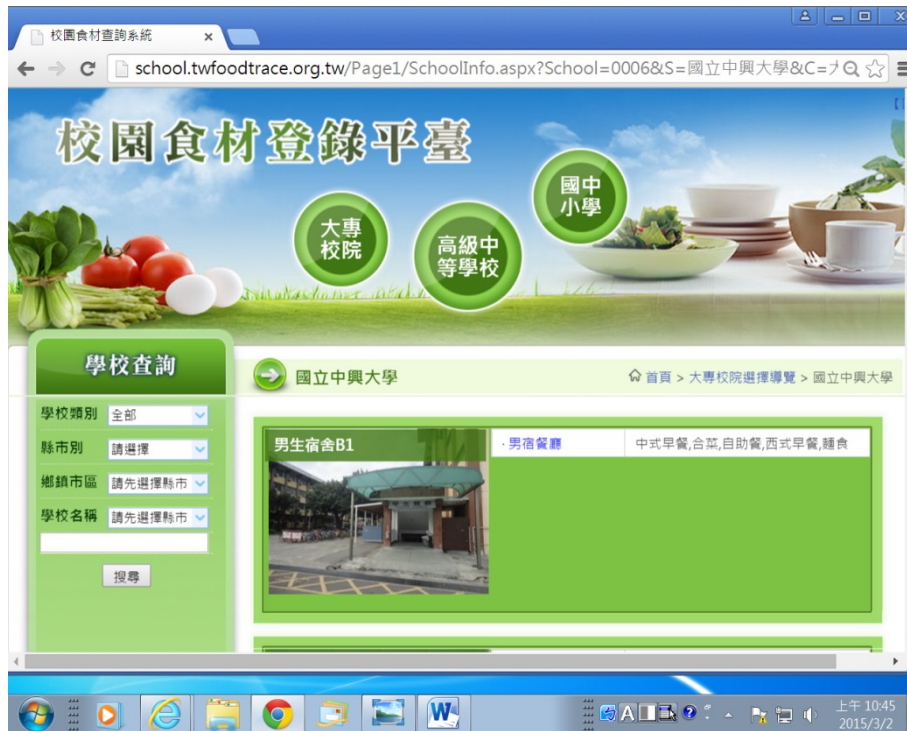 校園食材查詢系統
school.twfoodtrace.org.tw/Page1/SchoolInfo.aspx?School=0006&S=國立中興大學&C=
校園食材登錄平臺
國中
小學
大專
校院
高級中
等學校
學校查詢
國立中興大學
首頁 > 大專校院選擇導覽 > 國立中興大學
學校類別 全部
縣市別 請選擇
鄉鎮市區 請先選擇縣市
學校名稱 請先選擇縣市
搜尋
男生宿舍B1
·男宿餐廳 中式早餐,合菜,自助餐,西式早餐,麵食
上午 10:45
2015/3/2